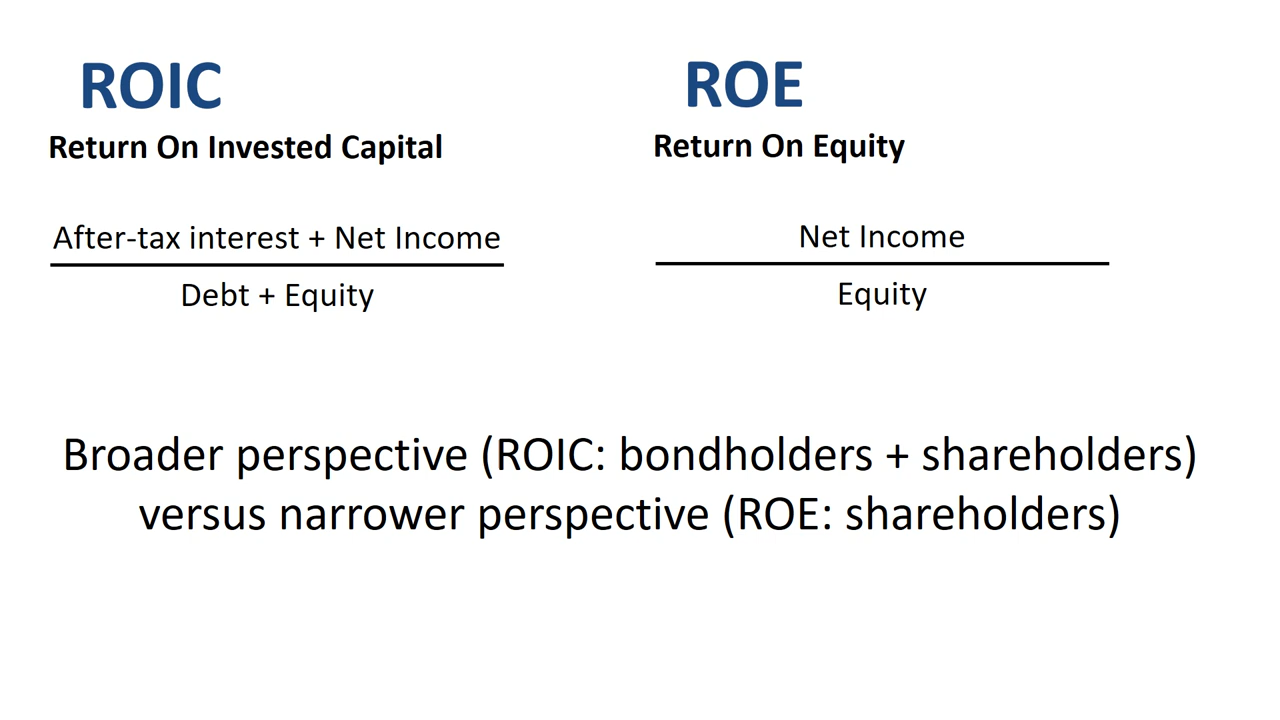 ROIC
Return On Invested Capital
After-tax interest + Net Income
Debt + Equity
ROE
Return On Equity
Net Income
Equity
Broader perspective (ROIC: bondholders + shareholders)
versus narrower perspective (ROE: shareholders)